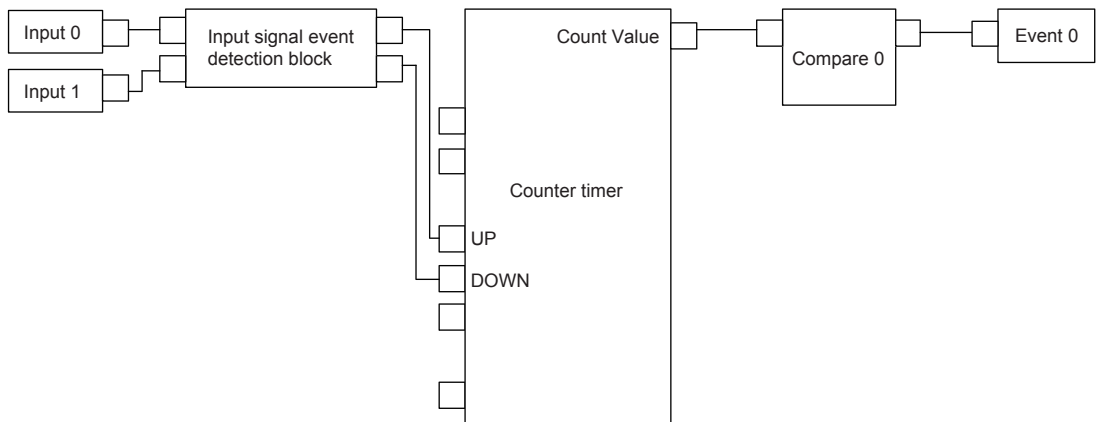 Input 0
Input 1
Input signal event
detection block
Count Value
Counter timer
UP
DOWN
Compare 0
Event 0